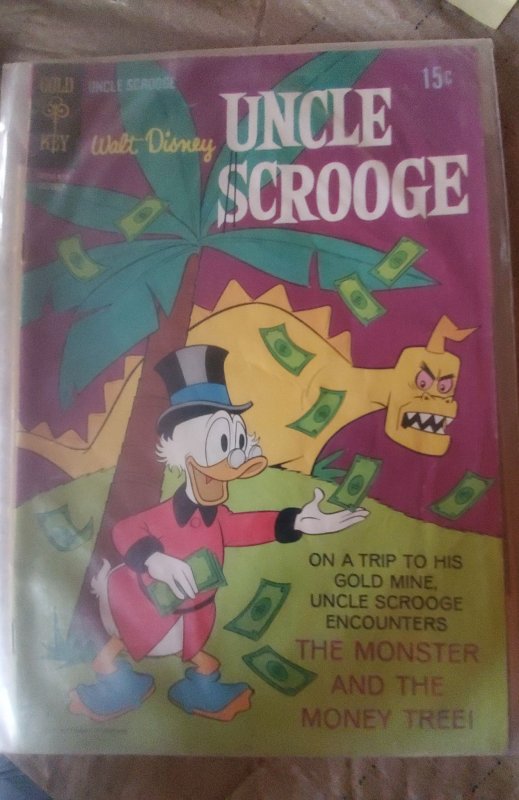 GOLD
KEY
UNCLE SCROOGE
15¢
Walt Disney
UNCLE
SCROOGE
ON A TRIP TO HIS
GOLD MINE,
UNCLE SCROOGE
ENCOUNTERS
THE MONSTER
AND THE
MONEY TREE!